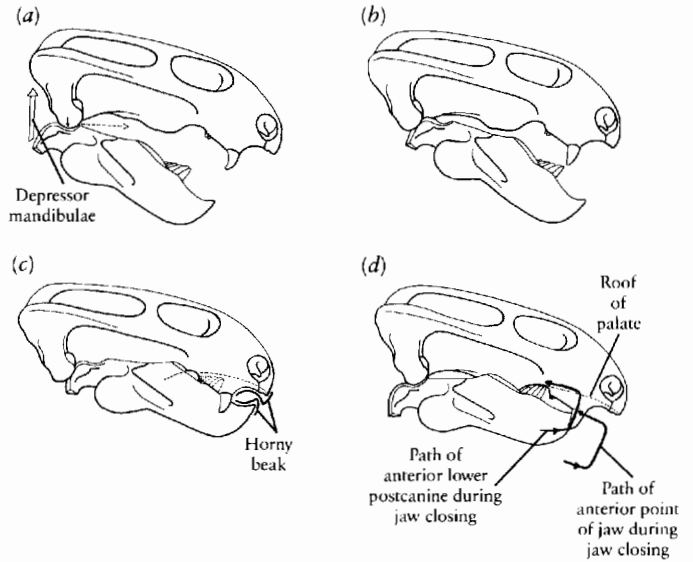 (a)
(b)
Depressor
mandibulae
(c)
(d)
Roof
of
palate
Horny
beak
Path of
anterior lower
postcanine during
jaw closing
Path of
anterior point
of jaw during
jaw closing